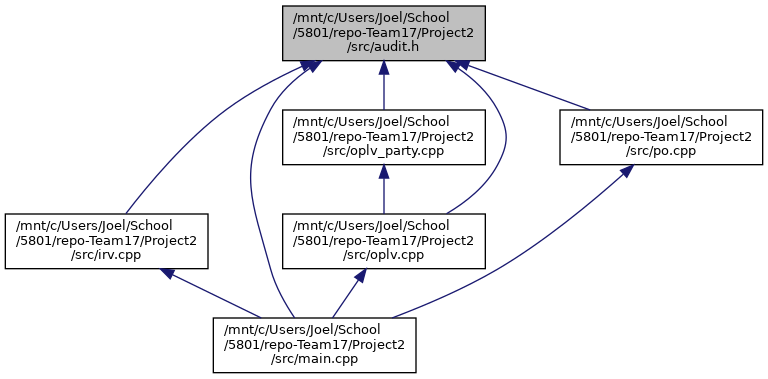 /mnt/c/Users/Joel/School
/5801/repo-Team17/Project2
/src/audit.h
/mnt/c/Users/Joel/School
/5801/repo-Team17/Project2
/src/oplv_party.cpp
/mnt/c/Users/Joel/School
/5801/repo-Team17/Project2
/src/po.cpp
/mnt/c/Users/Joel/School
/5801/repo-Team17/Project2
/src/irv.cpp
/mnt/c/Users/Joel/School
/5801/repo-Team17/Project2
/src/oplv.cpp
/mnt/c/Users/Joel/School
/5801/repo-Team17/Project2
/src/main.cpp